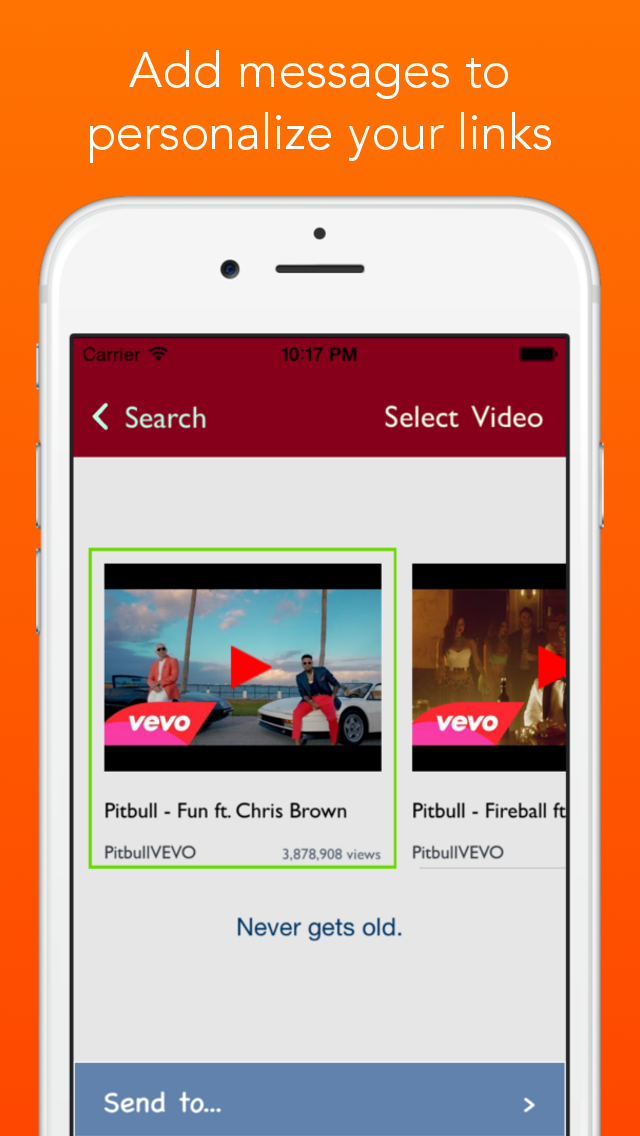 Add messages to
personalize your links
Carrier 10:17 PM
Search Select Video
vevo vevo
Pitbull - Fun ft. Chris Brown Pitbull - Fireball ft
PitbullVEVO 3,878,908 views PitbullVEVO
Never gets old.
Send to... >